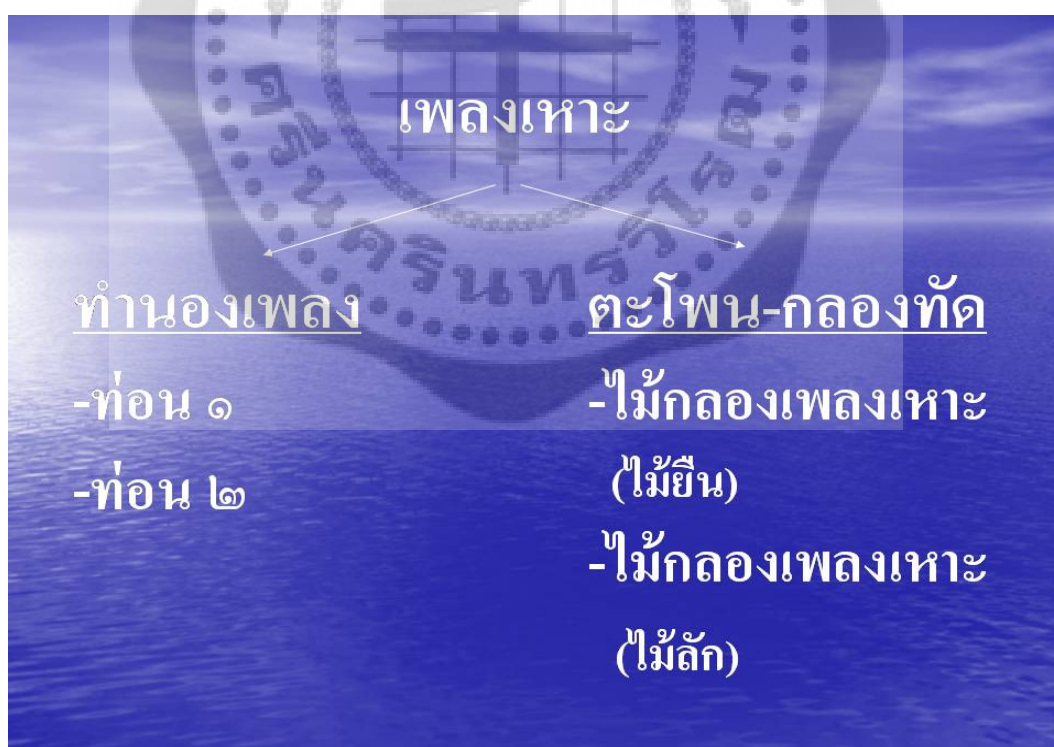 เพลงเหาะ
ทำนองเพลง
-ท่อน ๑
-ท่อน ๒
ตะโพน-กลองทัด
-ไม้กลองเพลงเหาะ
(ไม้ยืน)
-ไม้กลองเพลงเหาะ
(ไม้ลัก)